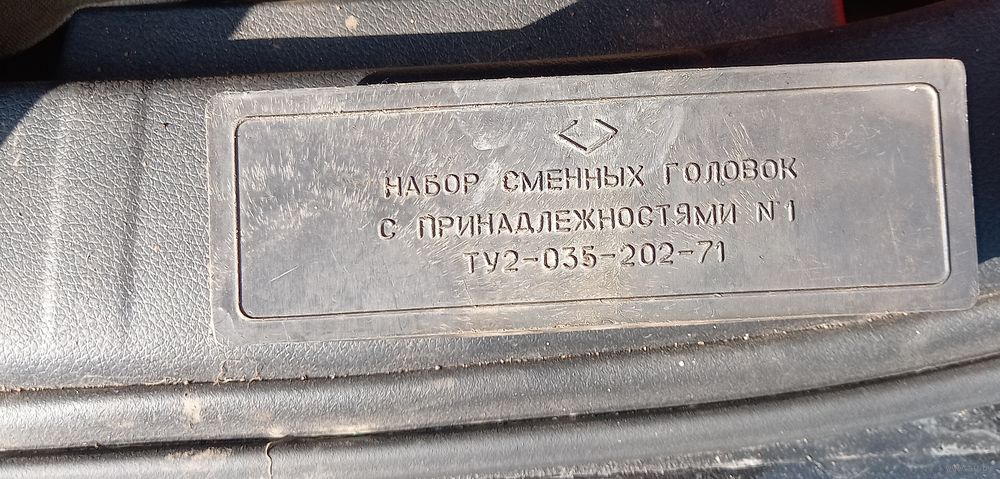 НАБОР СМЕННЫХ ГОЛОВОК
С ПРИНАДЛЕЖНОСТЯМИ №1
ТУ2-035-202-71